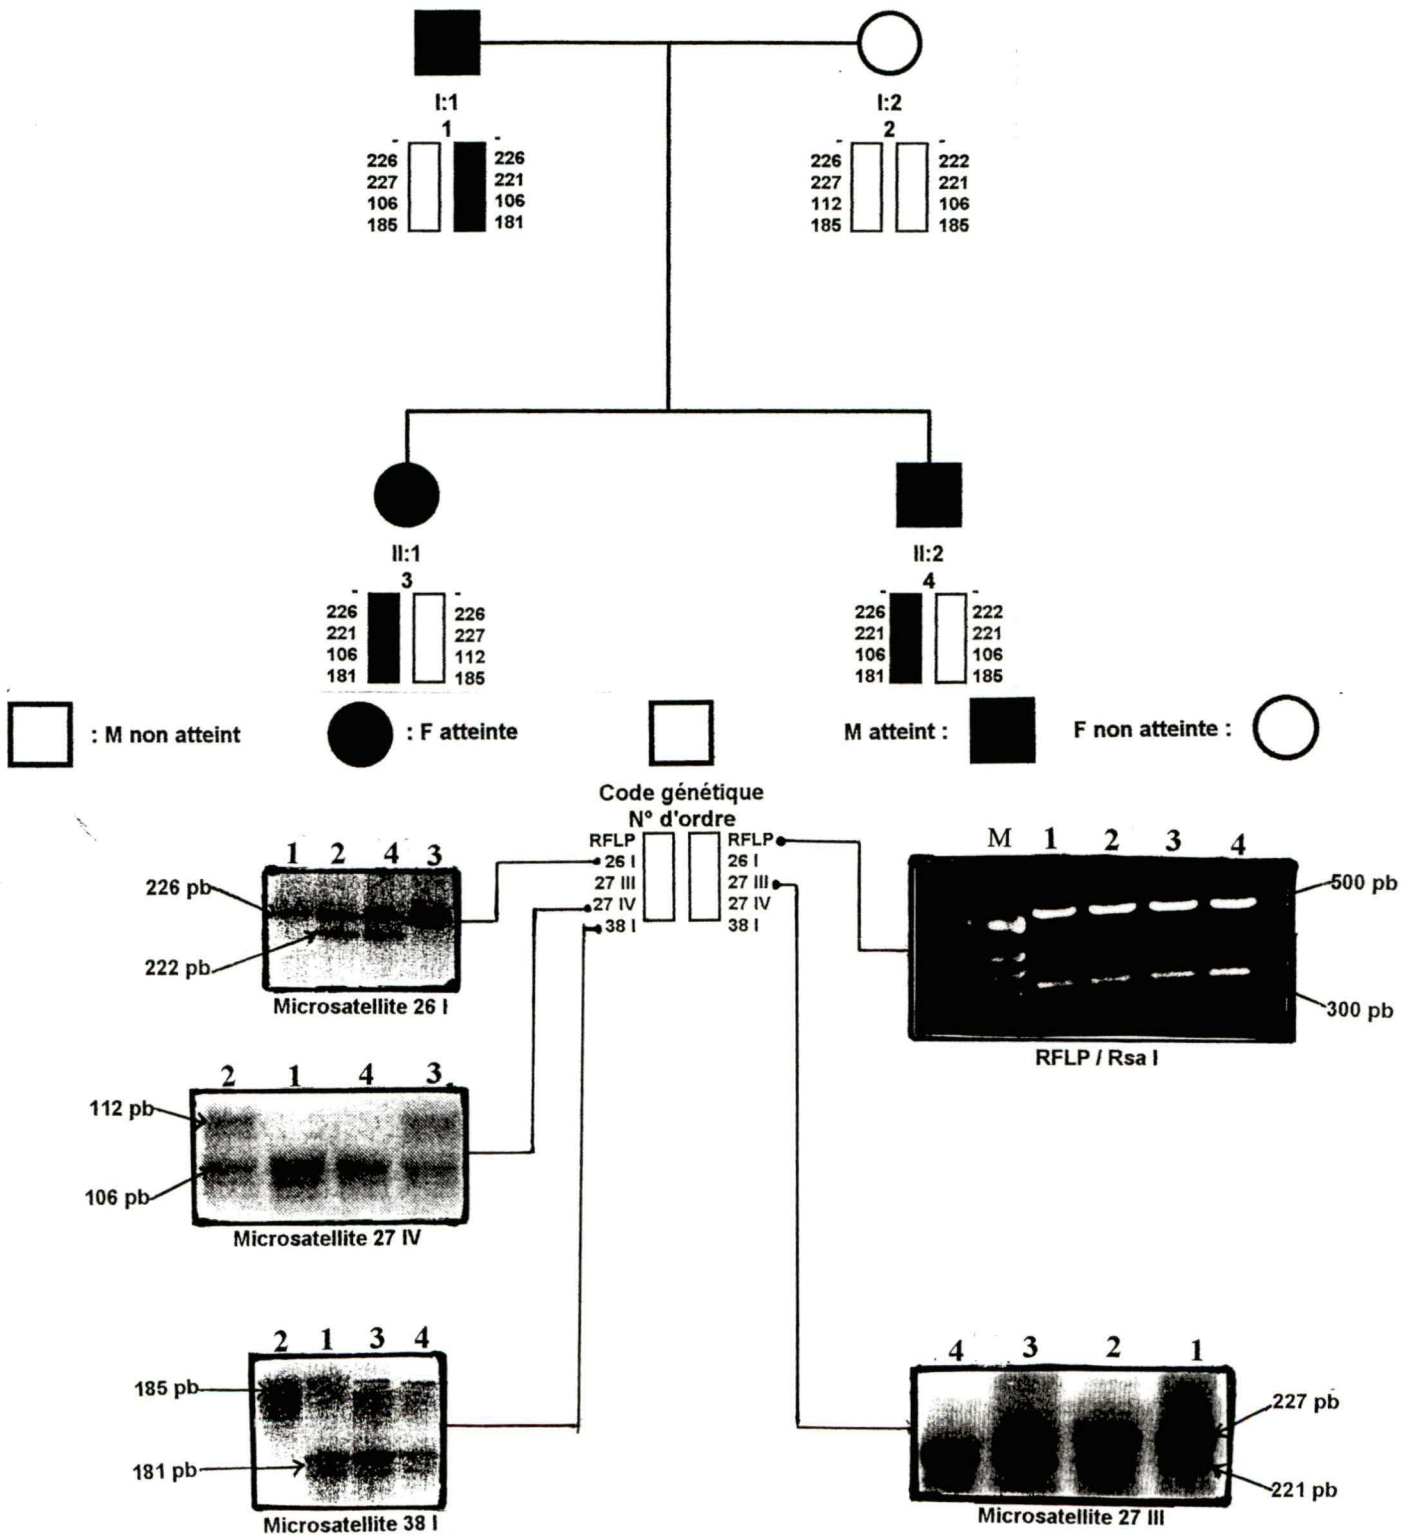 I:1
1
- -
226 226
227 221
106 106
185 181
I:2
2
- -
226 222
227 221
112 106
185 185
II:1
3
- -
226 226
221 227
106 112
181 185
II:2
4
- -
226 222
221 221
106 106
181 185
: M non atteint
: F atteinte
M atteint :
F non atteinte :
Code génétique
N° d'ordre
RFLP RFLP
26 I 26 I
27 III 27 III
27 IV 27 IV
38 I 38 I
1 2 4 3
226 pb
222 pb
Microsatellite 26 I
M 1 2 3 4
500 pb
300 pb
RFLP / Rsa I
2 1 4 3
112 pb
106 pb
Microsatellite 27 IV
2 1 3 4
185 pb
181 pb
Microsatellite 38 I
4 3 2 1
227 pb
221 pb
Microsatellite 27 III